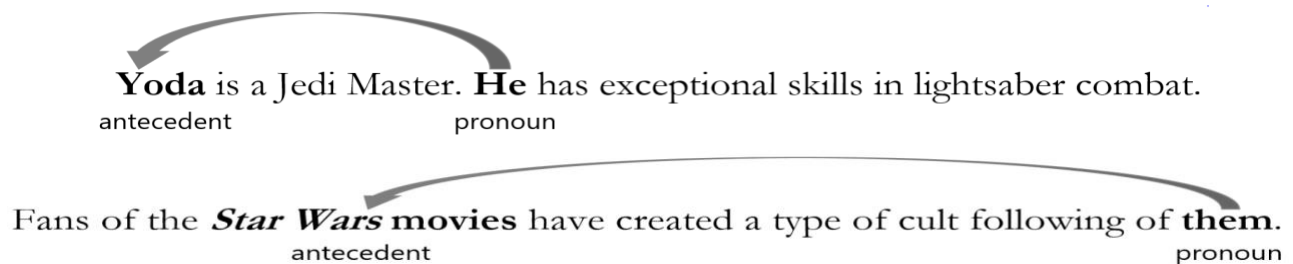 Yoda is a Jedi Master. He has exceptional skills in lightsaber combat.
antecedent pronoun
Fans of the Star Wars movies have created a type of cult following of them.
antecedent pronoun